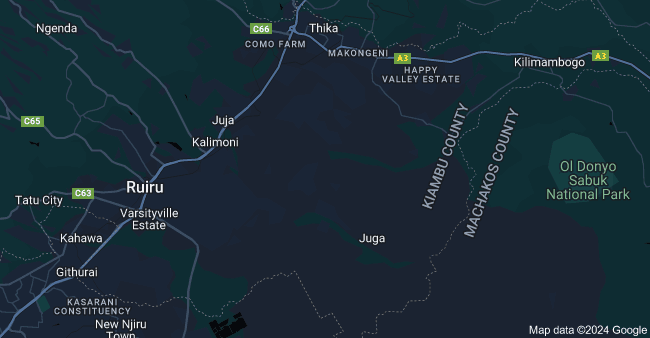 Ngenda
C66
Thika
COMO FARM
MAKONGENI
A3
HAPPY
VALLEY ESTATE
Kilimambogo
A3
C65
Juja
Kalimoni
KIAMBU COUNTY
MACHAKOS COUNTY
Ol Donyo
Sabuk
National Park
Ruiru
C63
Tatu City
Varsityville
Estate
Kahawa
Juga
Githurai
KASARANI
CONSTITUENCY
New Njiru
Town
Map data ©2024 Google